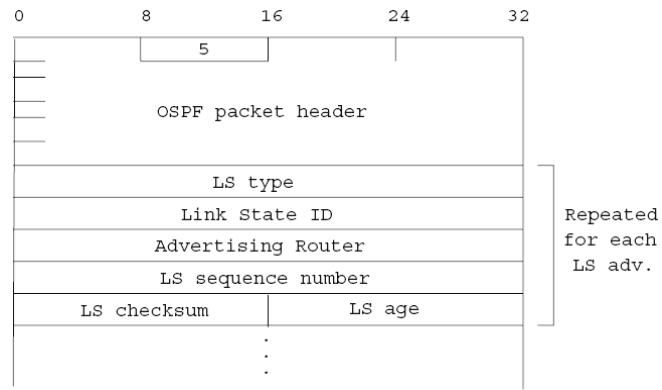 0 8 16 24 32
5
OSPF packet header
LS type
Link State ID
Advertising Router
LS sequence number
LS checksum LS age
Repeated
for each
LS adv.